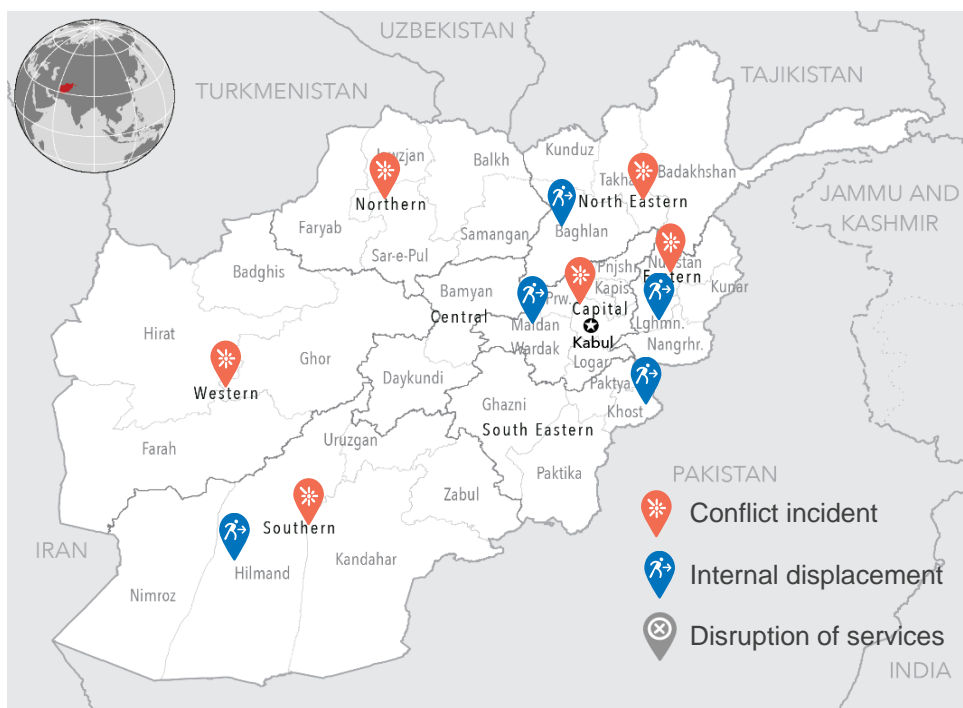 UZBEKISTAN
TAJIKISTAN
TURKMENISTAN
Kunduz
Jawzjan
Balkh
Takhar
Badakhshan
JAMMU AND
KASHMIR
Northern
North Eastern
Faryab
Samangan
Baghlan
Sar-e-Pul
Badghis
Pnjshr.
Nuristan
Eastern
Bamyan
Prw.
Kapis
Kunar
Central
Capital
Hirat
Maidan
Wardak
Lghmn.
Kabul
Nangrhr.
Ghor
Logar
Western
Daykundi
Paktya
Ghazni
Khost
South Eastern
Uruzgan
Farah
Paktika
PAKISTAN
Zabul
Conflict incident
Southern
IRAN
Kandahar
Hilmand
Internal displacement
Nimroz
Disruption of services
INDIA